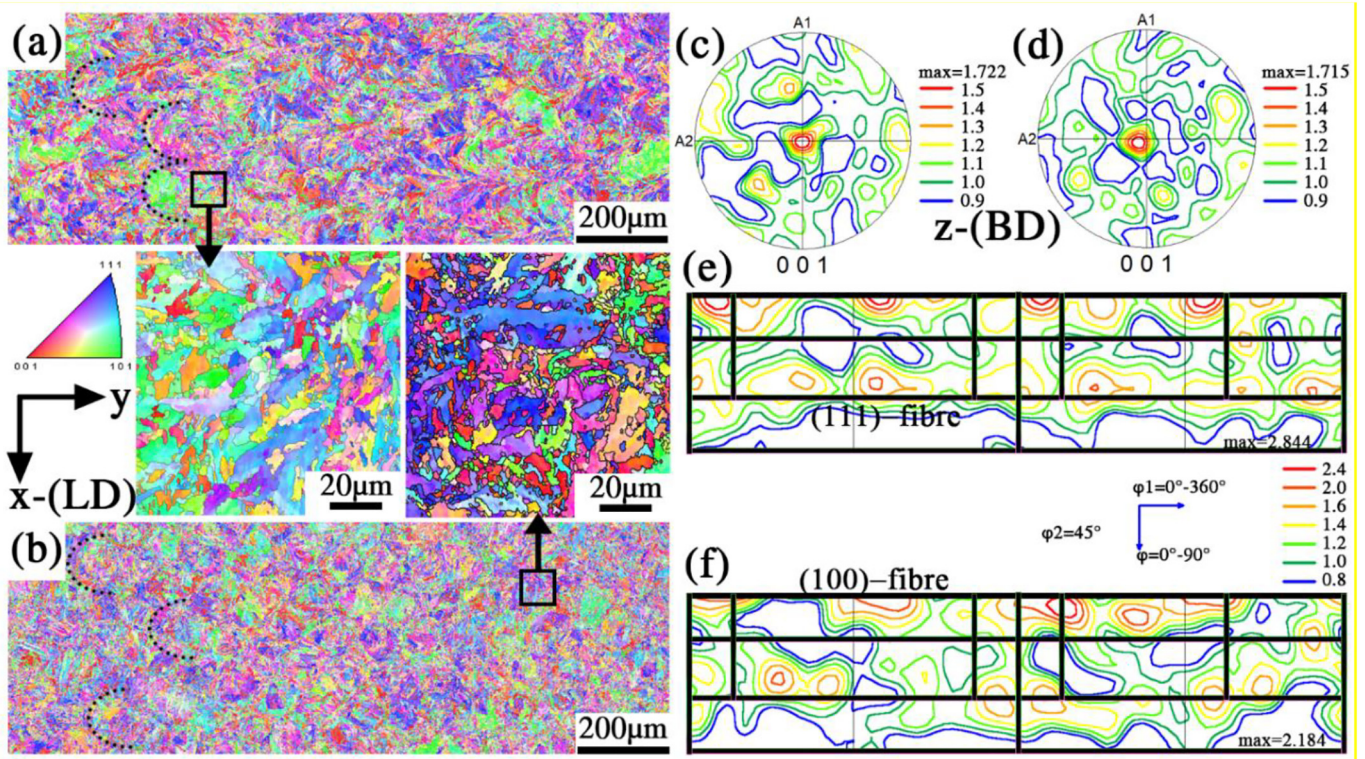 (a)
200µm
(c)
A1
A2
0 0 1
max=1.722
1.5
1.4
1.3
1.2
1.1
1.0
0.9
(d)
A1
A2
0 0 1
max=1.715
1.5
1.4
1.3
1.2
1.1
1.0
0.9
z-(BD)
1 1 1
0 0 1
1 0 1
y
x-(LD)
20µm
20µm
(e)
(111)–fibre
max=2.844
φ1=0°-360°
φ2=45°
φ=0°-90°
2.4
2.0
1.6
1.4
1.2
1.0
0.8
(b)
200µm
(f)
(100)–fibre
max=2.184